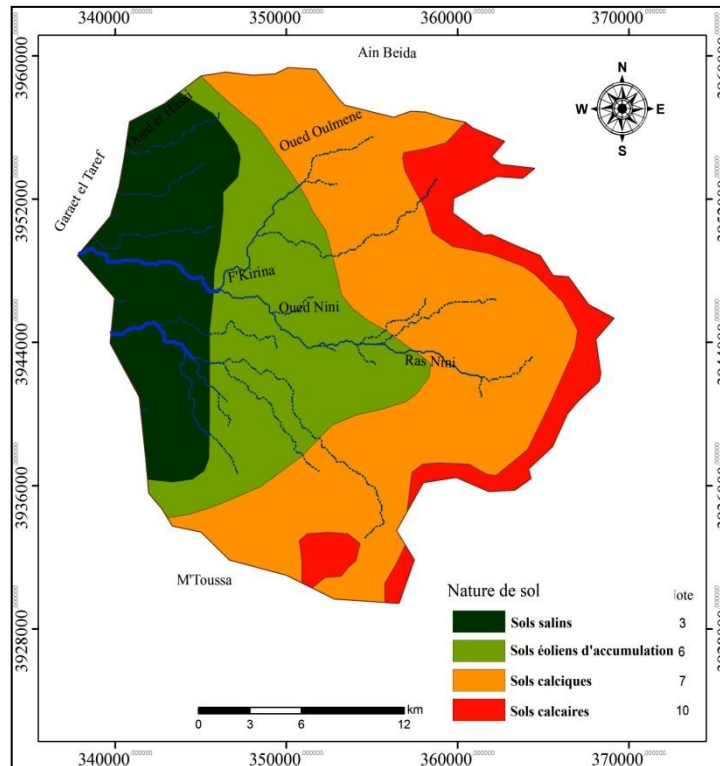 340000 350000 360000 370000
3960000
3952000
3944000
3936000
3928000
Ain Beida
N
W E
S
Oued el Hassi
Oued Oulmene
Garaet el Taref
F'Kirina
Oued Nini
Ras Nini
M'Toussa
Nature de sol
Sols salins 3
Sols éoliens d'accumulation 6
Sols calciques 7
Sols calcaires 10
km
0 3 6 12
340000 350000 360000 370000